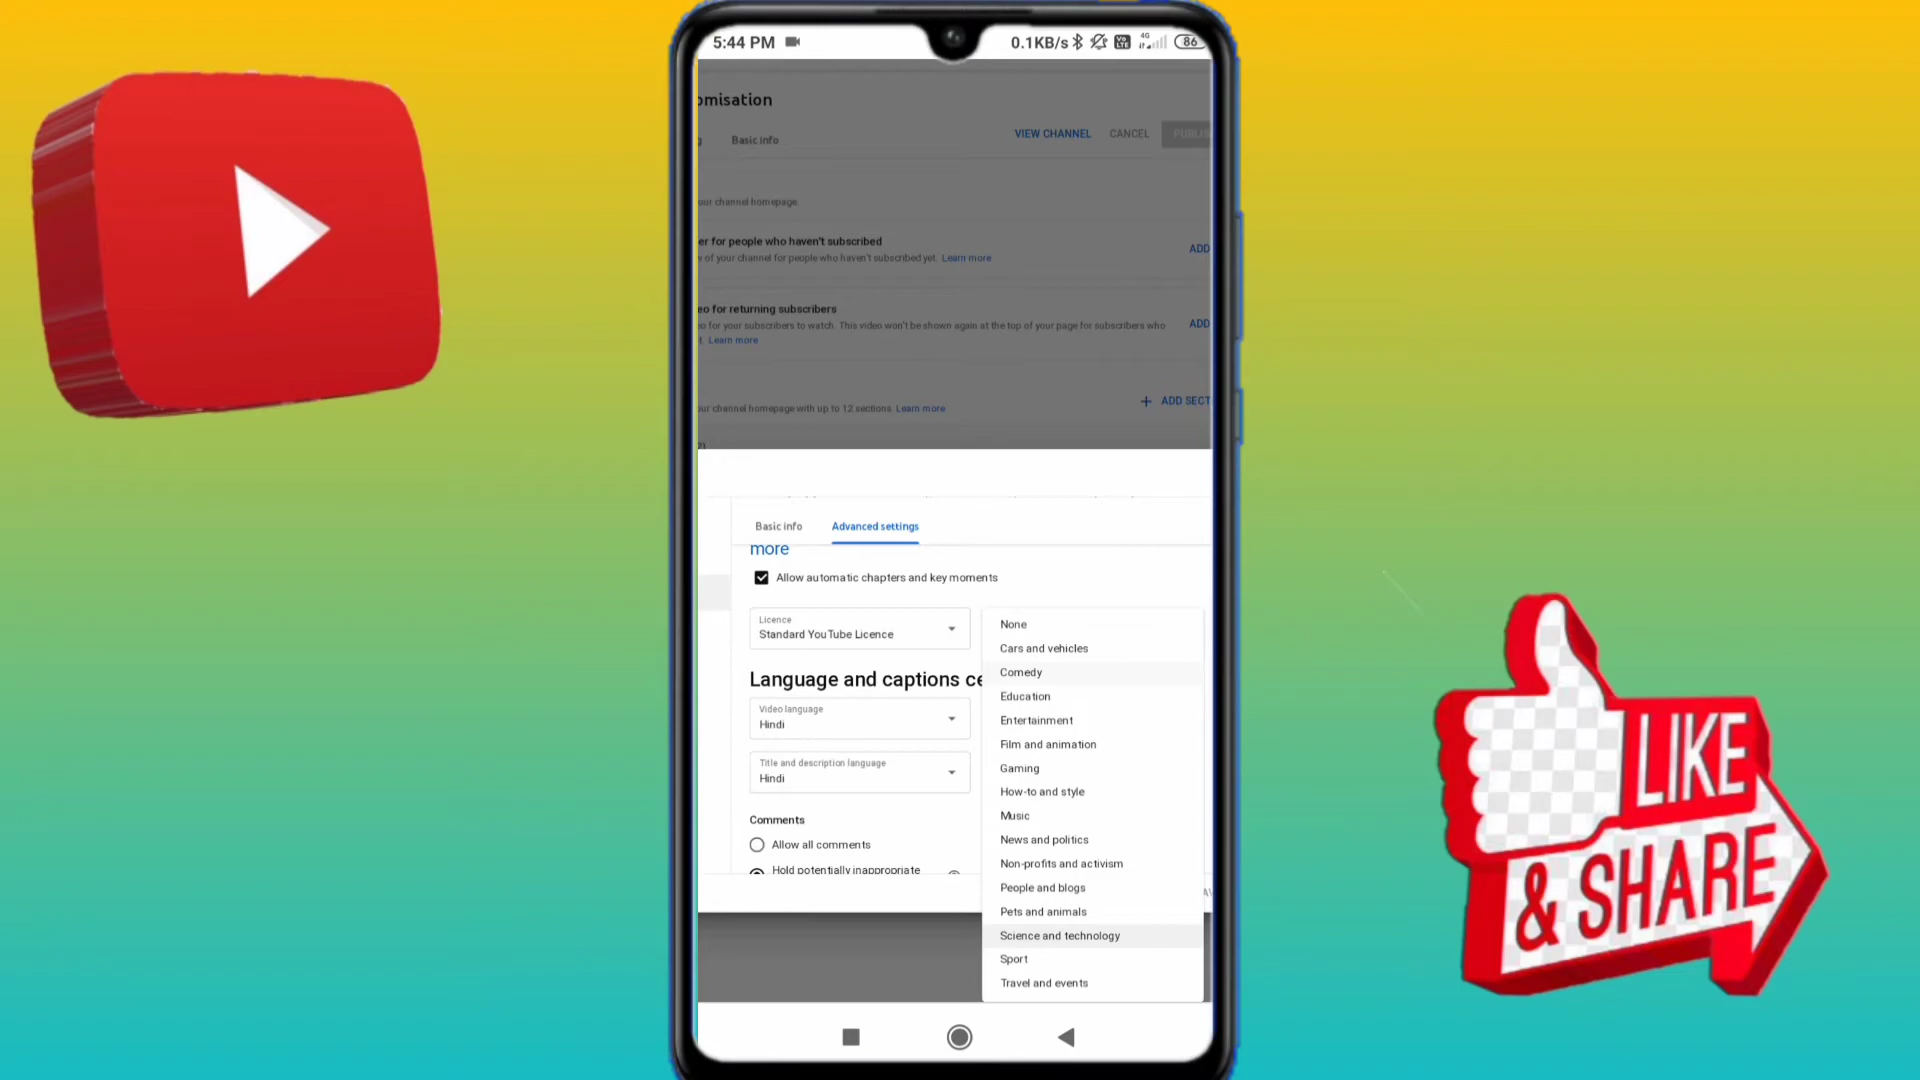 5:44 PM
0.1KB/s
Vo LTE
4G
86
omisation
VIEW CHANNEL
CANCEL
Basic info
our channel homepage.
er for people who haven't subscribed
ADD
of your channel for people who haven't subscribed yet. Learn more
eo for returning subscribers
eo for your subscribers to watch. This video won't be shown again at the top of your page for subscribers who
ADD
t. Learn more
+ ADD SECT
our channel homepage with up to 12 sections. Learn more
Basic info
Advanced settings
more
Allow automatic chapters and key moments
Licence
Standard YouTube Licence
Language and captions ce
Video language
Hindi
Title and description language
Hindi
Comments
Allow all comments
Hold potentially inappropriate
None
Cars and vehicles
Comedy
Education
Entertainment
Film and animation
Gaming
How-to and style
Music
News and politics
Non-profits and activism
People and blogs
Pets and animals
Science and technology
Sport
Travel and events
LIKE
& SHARE